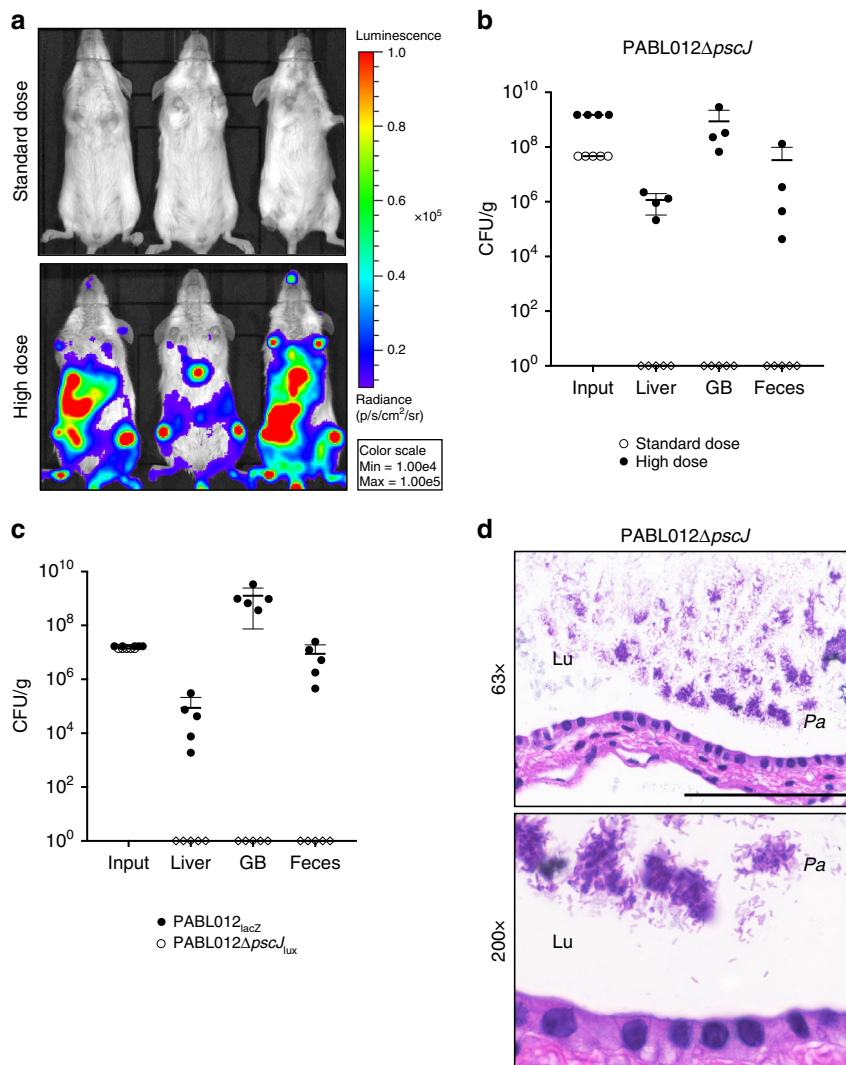 a
Luminescence
Standard dose
1.0
0.8
0.6
×10⁵
0.4
0.2
High dose
Radiance
(p/s/cm²/sr)
Color scale
Min = 1.00e4
Max = 1.00e5
b
PABL012ΔpscJ
CFU/g
10¹⁰
10⁸
10⁶
10⁴
10²
10⁰
Input Liver GB Feces
Standard dose
High dose
c
CFU/g
10¹⁰
10⁸
10⁶
10⁴
10²
10⁰
Input Liver GB Feces
PABL012lacZ
PABL012ΔpscJlux
d
PABL012ΔpscJ
63×
Lu
Pa
200×
Pa
Lu